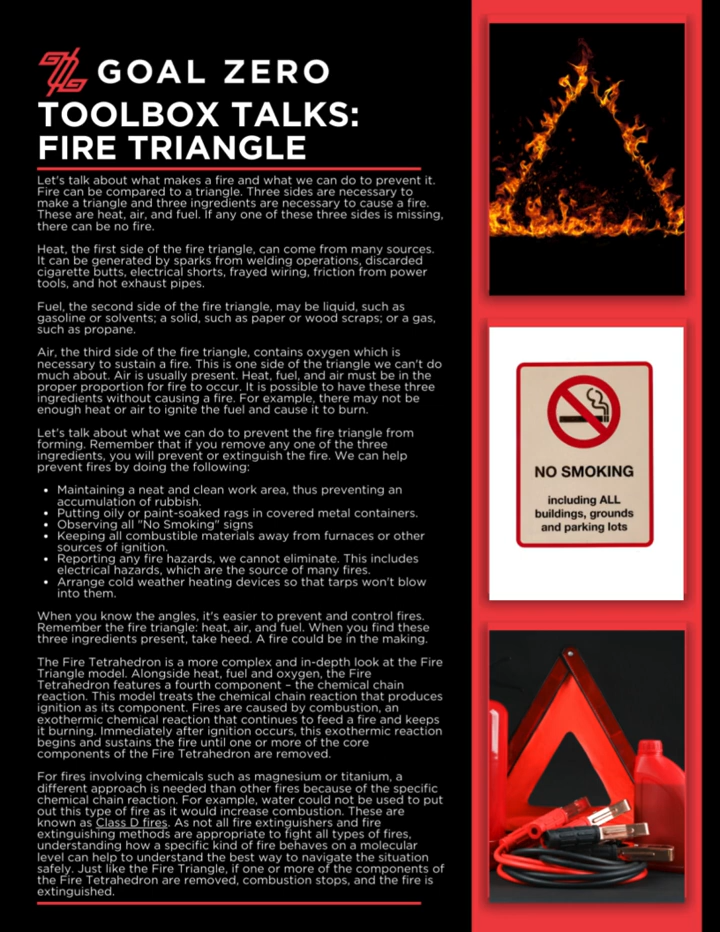 GOAL ZERO
TOOLBOX TALKS:
FIRE TRIANGLE
Let's talk about what makes a fire and what we can do to prevent it.
Fire can be compared to a triangle. Three sides are necessary to
make a triangle and three ingredients are necessary to cause a fire.
These are heat, air, and fuel. If any one of these three sides is missing,
there can be no fire.
Heat, the first side of the fire triangle, can come from many sources.
It can be generated by sparks from welding operations, discarded
cigarette butts, electrical shorts, frayed wiring, friction from power
tools, and hot exhaust pipes.
Fuel, the second side of the fire triangle, may be liquid, such as
gasoline or solvents; a solid, such as paper or wood scraps; or a gas,
such as propane.
Air, the third side of the fire triangle, contains oxygen which is
necessary to sustain a fire. This is one side of the triangle we can't do
much about. Air is usually present. Heat, fuel, and air must be in the
proper proportion for fire to occur. It is possible to have these three
ingredients without causing a fire. For example, there may not be
enough heat or air to ignite the fuel and cause it to burn.
Let's talk about what we can do to prevent the fire triangle from
forming. Remember that if you remove any one of the three
ingredients, you will prevent or extinguish the fire. We can help
prevent fires by doing the following:
• Maintaining a neat and clean work area, thus preventing an
accumulation of rubbish.
• Putting oily or paint-soaked rags in covered metal containers.
• Observing all "No Smoking" signs
• Keeping all combustible materials away from furnaces or other
sources of ignition.
• Reporting any fire hazards, we cannot eliminate. This includes
electrical hazards, which are the source of many fires.
• Arrange cold weather heating devices so that tarps won't blow
into them.
When you know the angles, it's easier to prevent and control fires.
Remember the fire triangle: heat, air, and fuel. When you find these
three ingredients present, take heed. A fire could be in the making.
The Fire Tetrahedron is a more complex and in-depth look at the Fire
Triangle model. Alongside heat, fuel and oxygen, the Fire
Tetrahedron features a fourth component – the chemical chain
reaction. This model treats the chemical chain reaction that produces
ignition as its component. Fires are caused by combustion, an
exothermic chemical reaction that continues to feed a fire and keeps
it burning. Immediately after ignition occurs, this exothermic reaction
begins and sustains the fire until one or more of the core
components of the Fire Tetrahedron are removed.
For fires involving chemicals such as magnesium or titanium, a
different approach is needed than other fires because of the specific
chemical chain reaction. For example, water could not be used to put
out this type of fire as it would increase combustion. These are
known as Class D fires. As not all fire extinguishers and fire
extinguishing methods are appropriate to fight all types of fires,
understanding how a specific kind of fire behaves on a molecular
level can help to understand the best way to navigate the situation
safely. Just like the Fire Triangle, if one or more of the components of
the Fire Tetrahedron are removed, combustion stops, and the fire is
extinguished.
NO SMOKING
including ALL
buildings, grounds
and parking lots